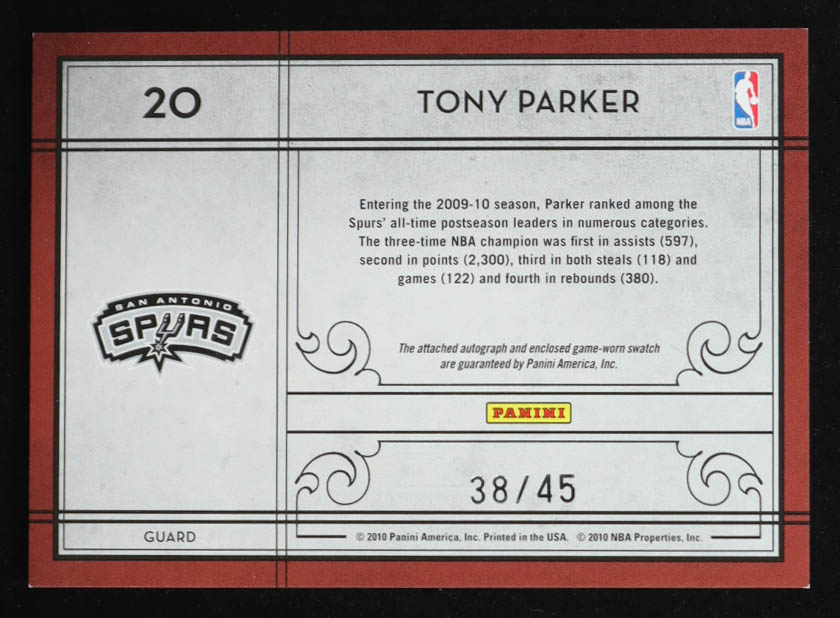 20
TONY PARKER
NBA
Entering the 2009-10 season, Parker ranked among the
Spurs' all-time postseason leaders in numerous categories.
The three-time NBA champion was first in assists (597),
second in points (2,300), third in both steals (118) and
games (122) and fourth in rebounds (380).
SAN ANTONIO
SPURS
The attached autograph and enclosed game-worn swatch
are guaranteed by Panini America, Inc.
PANINI
38/45
GUARD
© 2010 Panini America, Inc. Printed in the USA. © 2010 NBA Properties, Inc.